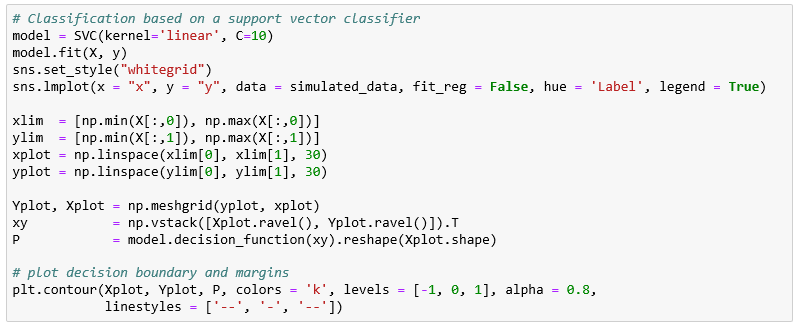 # Classification based on a support vector classifier
model = SVC(kernel='linear', C=10)
model.fit(X, y)
sns.set_style("whitegrid")
sns.lmplot(x = "x", y = "y", data = simulated_data, fit_reg = False, hue = 'Label', legend = True)
xlim  = [np.min(X[:,0]), np.max(X[:,0])]
ylim  = [np.min(X[:,1]), np.max(X[:,1])]
xplot = np.linspace(xlim[0], xlim[1], 30)
yplot = np.linspace(ylim[0], ylim[1], 30)
Yplot, Xplot = np.meshgrid(yplot, xplot)
xy           = np.vstack([Xplot.ravel(), Yplot.ravel()]).T
P            = model.decision_function(xy).reshape(Xplot.shape)
# plot decision boundary and margins
plt.contour(Xplot, Yplot, P, colors = 'k', levels = [-1, 0, 1], alpha = 0.8,
            linestyles = ['--', '-', '--'])